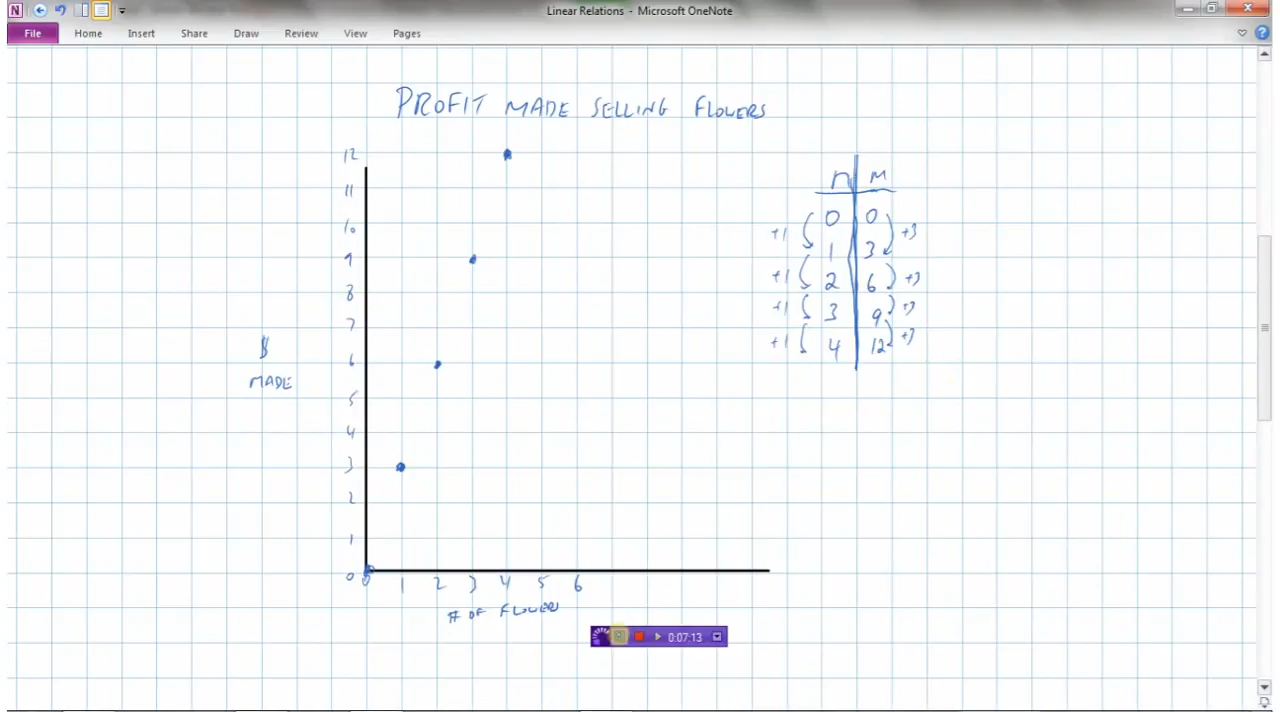 Linear Relations - Microsoft OneNote
File Home Insert Share Draw Review View Pages
PROFIT MADE SELLING FLOWERS
12
11
10
9
8
7
6
5
4
3
2
1
0
$
MADE
0 1 2 3 4 5 6
# OF FLOWERS
n M
0 0
+1 +3
1 3
+1 2 6 +3
+1 3 9 +3
+1 4 12 +3
0:07:13